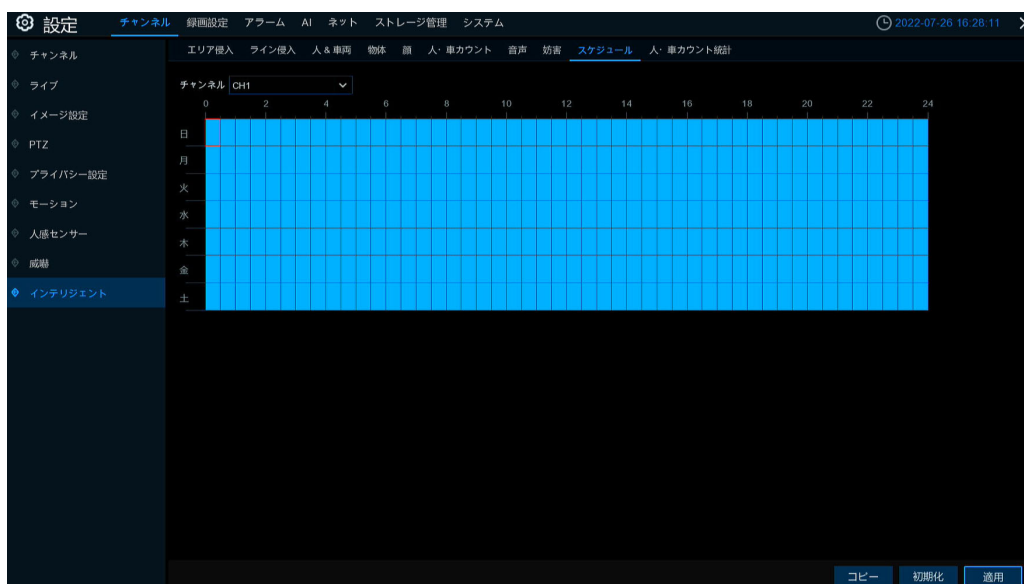 設定 チャンネル 録画設定 アラーム AI ネット ストレージ管理 システム 2022-07-26 16:28:11
エリア侵入 ライン侵入 人＆車両 物体 顔 人・車カウント 音声 妨害 スケジュール 人・車カウント統計
チャンネル
ライブ
イメージ設定
PTZ
プライバシー設定
モーション
人感センサー
威嚇
インテリジェント
チャンネル CH1
0 2 4 6 8 10 12 14 16 18 20 22 24
日
月
火
水
木
金
土
コピー 初期化 適用